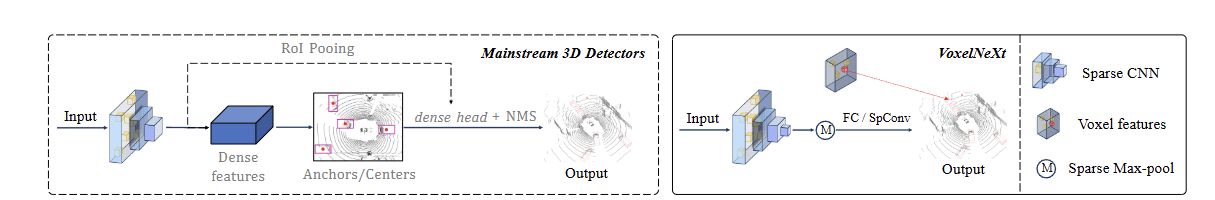 RoI Pooing
Mainstream 3D Detectors
Input
dense head + NMS
Dense
features
Anchors/Centers
Output
VoxelNeXt
Input
M
FC / SpConv
Output
Sparse CNN
Voxel features
M
Sparse Max-pool